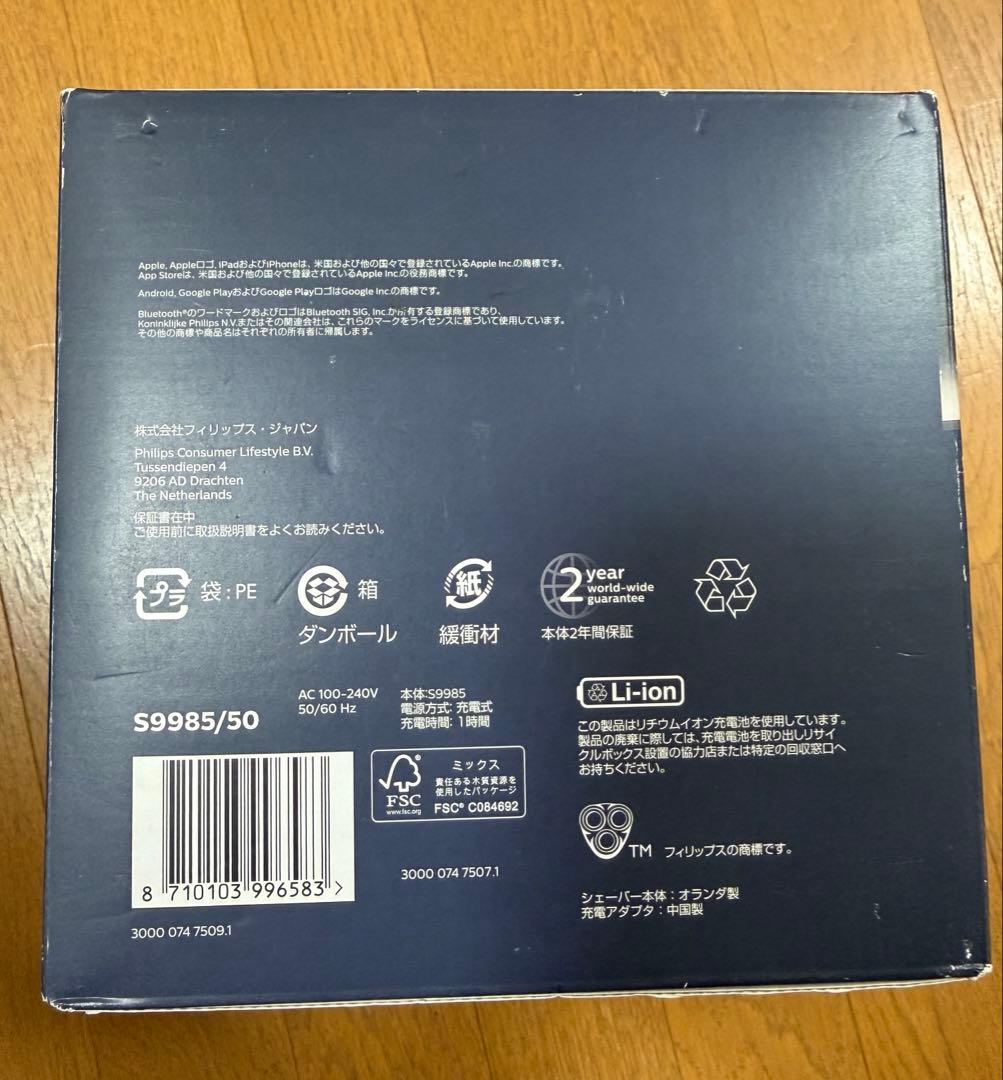 Apple, Appleロゴ, iPadおよびiPhoneは、米国および他の国々で登録されているApple Inc.の商標です。
App Storeは、米国および他の国々で登録されているApple Inc.の役務商標です。
Android, Google PlayおよびGoogle PlayロゴはGoogle Inc.の商標です。
Bluetooth®のワードマークおよびロゴはBluetooth SIG, Inc.が所有する登録商標であり、
Koninklijke Philips N.V.またはその関連会社は、これらのマークをライセンスに基づいて使用しています。
その他の商標や商品名はそれぞれの所有者に帰属します。
株式会社フィリップス・ジャパン
Philips Consumer Lifestyle B.V.
Tussendiepen 4
9206 AD Drachten
The Netherlands
保証書在中
ご使用前に取扱説明書をよくお読みください。
プラ 袋 : PE
箱
ダンボール
紙
緩衝材
2 year
world-wide
guarantee
本体2年間保証
S9985/50
AC 100-240V
50/60 Hz
本体: S9985
電源方式: 充電式
充電時間: 1時間
Li-ion
この製品はリチウムイオン充電池を使用しています。
製品の廃棄に際しては、充電電池を取り出しリサイ
クルボックス設置の協力店または特定の回収窓口へ
お持ちください。
FSC
www.fsc.org
ミックス
責任ある木質資源を
使用したパッケージ
FSC® C084692
TM フィリップスの商標です。
8 710103 996583 >
3000 074 7507.1
シェーバー本体 : オランダ製
充電アダプタ : 中国製
3000 074 7509.1